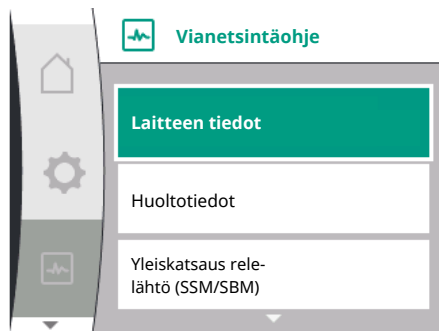 Vianetsintäohje
Laitteen tiedot
Huoltotiedot
Yleiskatsaus rele-
lähtö (SSM/SBM)